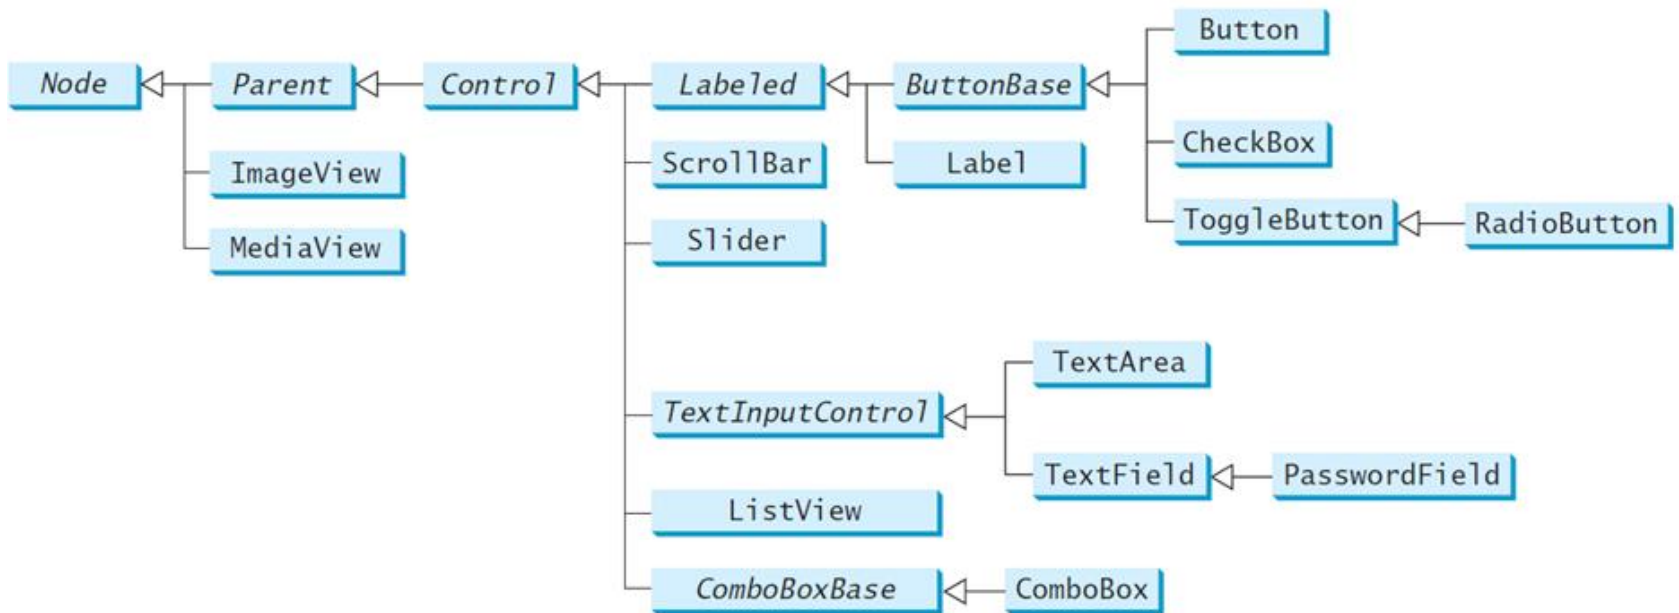 Button
Node
Parent
Control
Labeled
ButtonBase
ImageView
ScrollBar
Label
CheckBox
MediaView
Slider
ToggleButton
RadioButton
TextArea
TextInputControl
TextField
PasswordField
ListView
ComboBoxBase
ComboBox